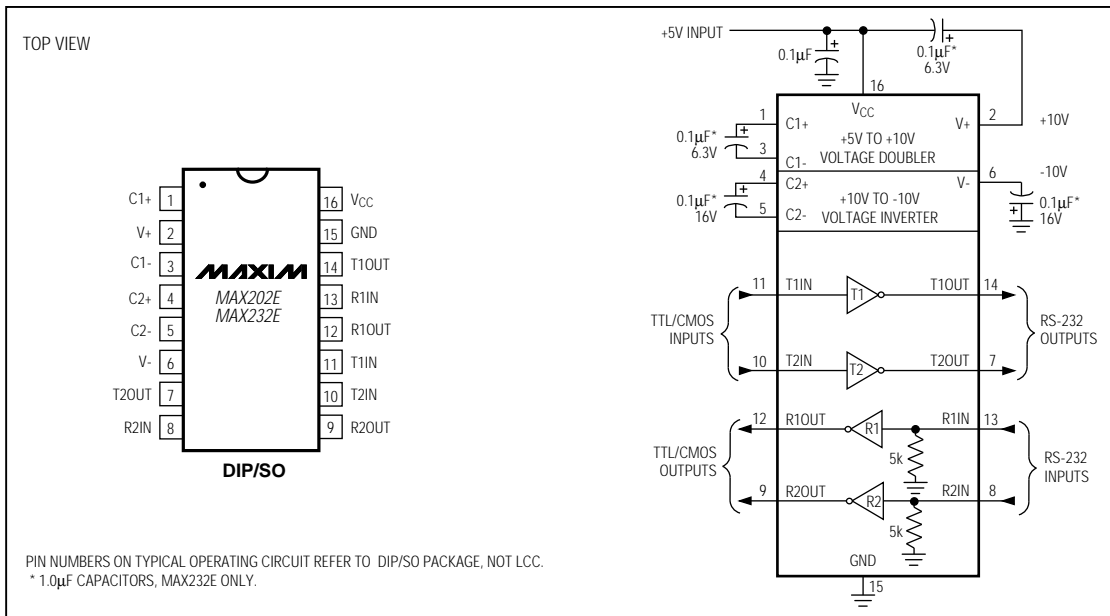 TOP VIEW
C1+ 1
V+ 2
C1- 3
C2+ 4
C2- 5
V- 6
T2OUT 7
R2IN 8
16 VCC
15 GND
14 T1OUT
13 R1IN
12 R1OUT
11 T1IN
10 T2IN
9 R2OUT
MAXIM
MAX202E
MAX232E
DIP/SO
PIN NUMBERS ON TYPICAL OPERATING CIRCUIT REFER TO DIP/SO PACKAGE, NOT LCC.
* 1.0µF CAPACITORS, MAX232E ONLY.
+5V INPUT
0.1µF
+
0.1µF*
6.3V
+
16
VCC
1
C1+
0.1µF*
6.3V
+
3
C1-
+5V TO +10V
VOLTAGE DOUBLER
V+
2
+10V
4
C2+
0.1µF*
16V
+
5
C2-
+10V TO -10V
VOLTAGE INVERTER
V-
6
-10V
0.1µF*
16V
+
TTL/CMOS
INPUTS
11 T1IN T1 T1OUT 14
10 T2IN T2 T2OUT 7
RS-232
OUTPUTS
TTL/CMOS
OUTPUTS
12 R1OUT R1 R1IN 13
5k
9 R2OUT R2 R2IN 8
5k
RS-232
INPUTS
GND
15